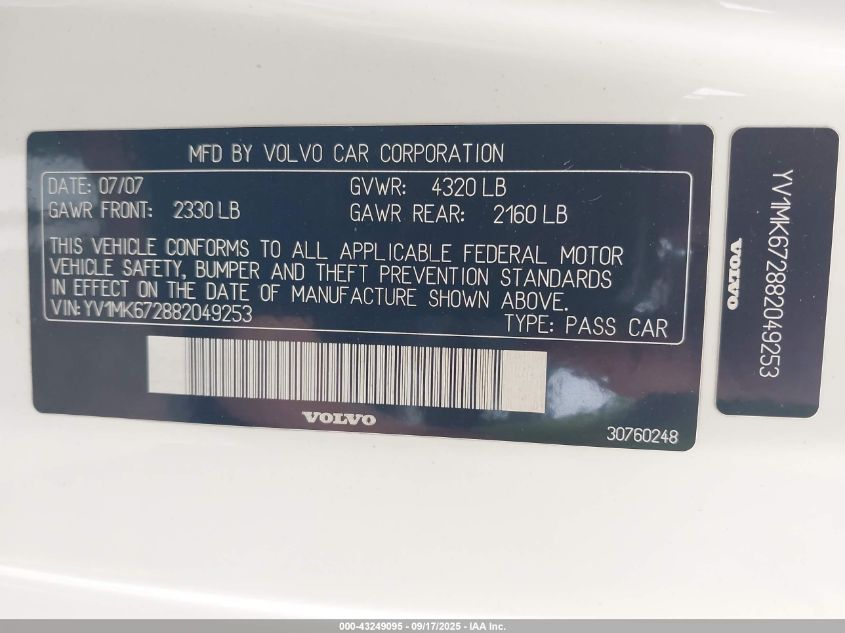 MFD BY VOLVO CAR CORPORATION
DATE: 07/07 GVWR: 4320 LB
GAWR FRONT: 2330 LB GAWR REAR: 2160 LB
THIS VEHICLE CONFORMS TO ALL APPLICABLE FEDERAL MOTOR
VEHICLE SAFETY, BUMPER AND THEFT PREVENTION STANDARDS
IN EFFECT ON THE DATE OF MANUFACTURE SHOWN ABOVE.
VIN:YV1MK672882049253 TYPE: PASS CAR
VOLVO
30760248
YV1MK672882049253
VOLVO
000-43249095 - 09/17/2025 - IAA Inc.